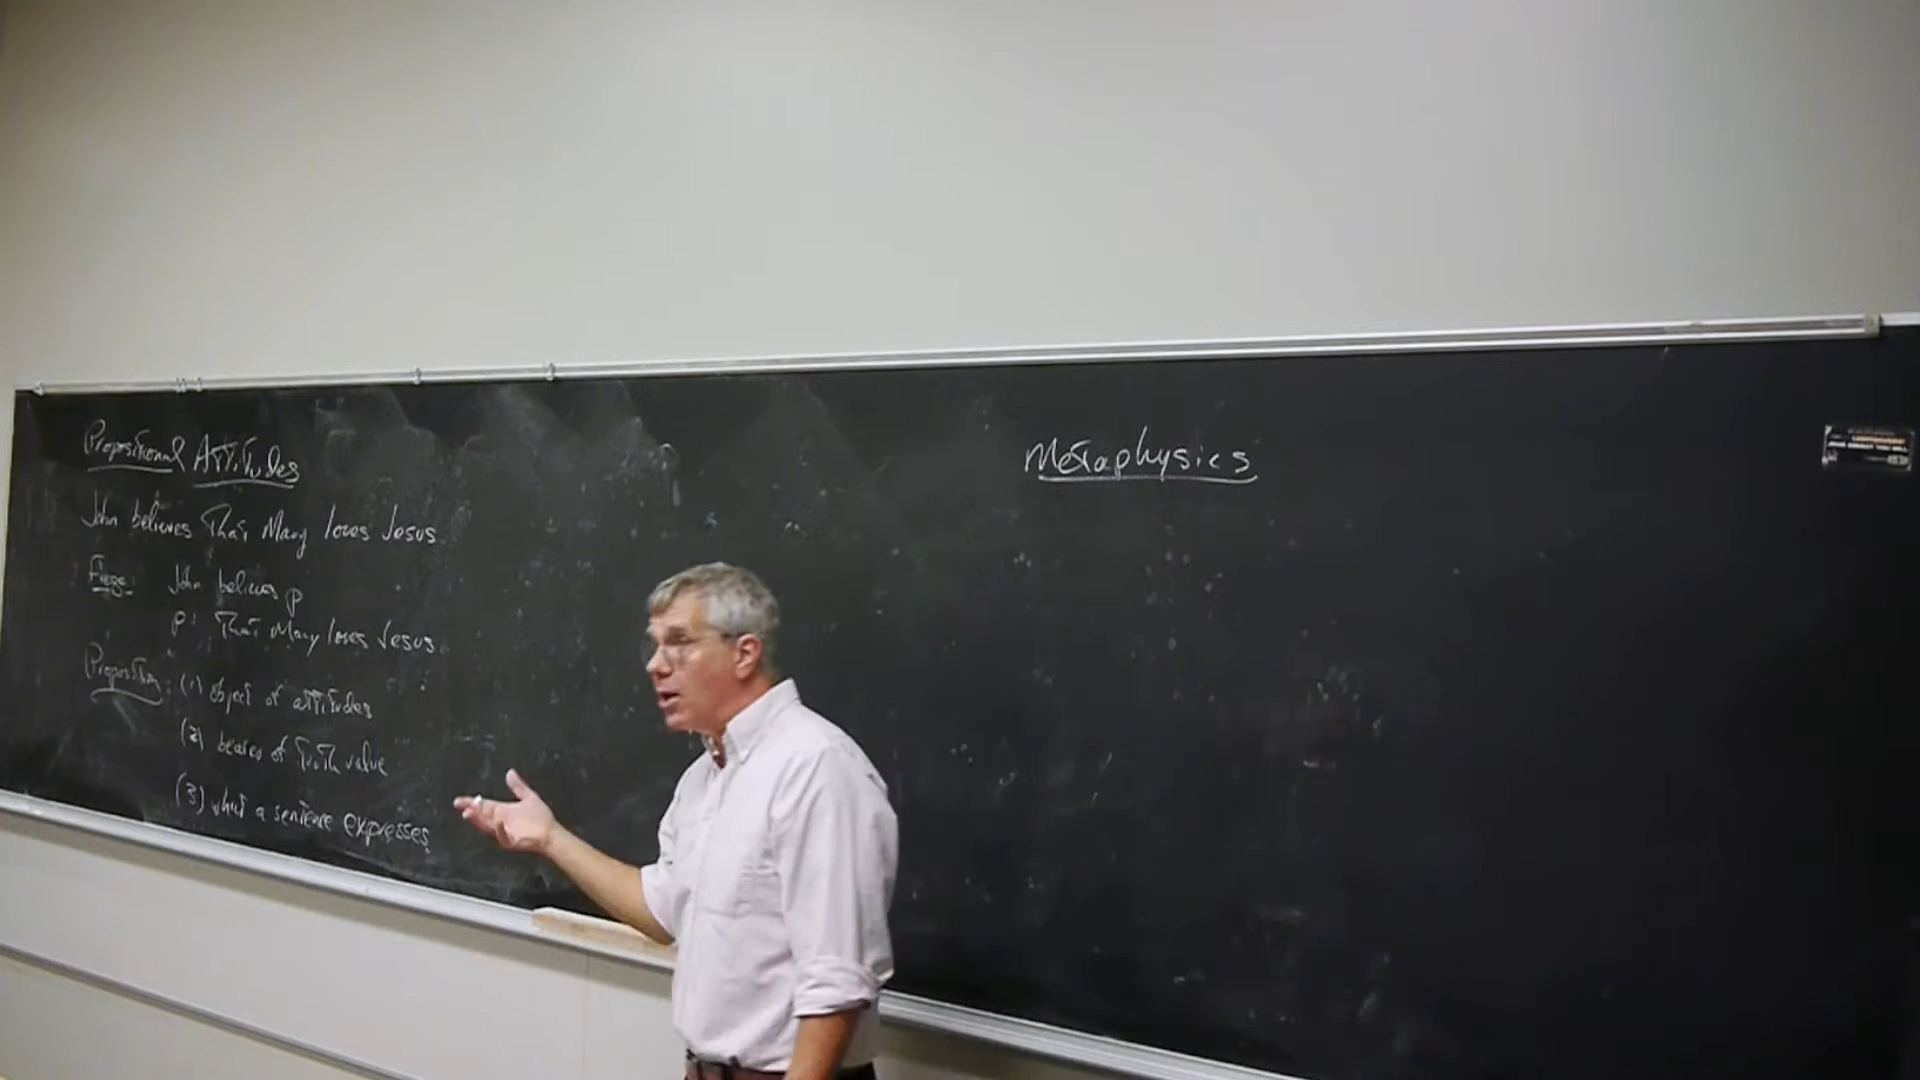 Propositional Attitudes
John believes that Mary loves Jesus.
Frege: John believes p
p: that Mary loves Jesus.
Proposition: (1) object of attitudes
(2) bearer of truth value
(3) what a sentence expresses
Metaphysics